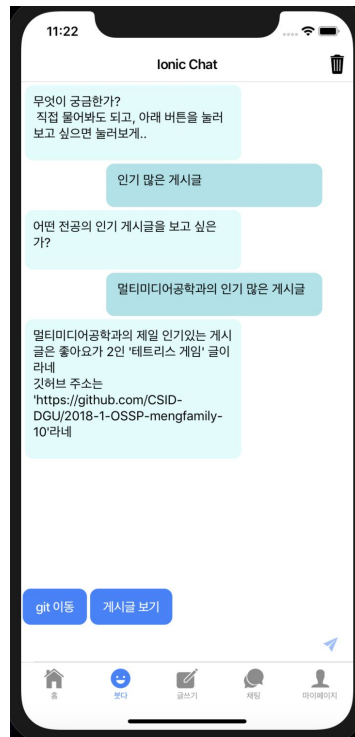 11:22
Ionic Chat
무엇이 궁금한가?
직접 물어봐도 되고, 아래 버튼을 눌러
보고 싶으면 눌러보게..
인기 많은 게시글
어떤 전공의 인기 게시글을 보고 싶은
가?
멀티미디어공학과의 인기 많은 게시글
멀티미디어공학과의 제일 인기있는 게시
글은 좋아요가 2인 '테트리스 게임' 글이
라네
깃허브 주소는
'https://github.com/CSID-
DGU/2018-1-OSSP-mengfamily-
10'라네
git 이동
게시글 보기
홈
붓다
글쓰기
채팅
마이페이지